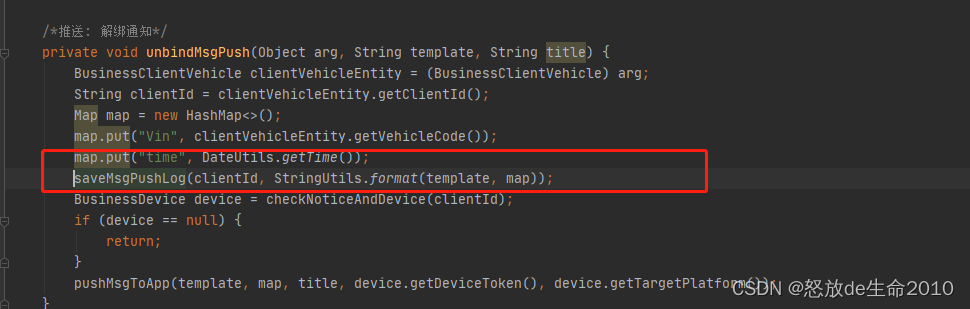 /*推送: 解绑通知*/
private void unbindMsgPush(Object arg, String template, String title) {
BusinessClientVehicle clientVehicleEntity = (BusinessClientVehicle) arg;
String clientId = clientVehicleEntity.getClientId();
Map map = new HashMap<>();
map.put("Vin", clientVehicleEntity.getVehicleCode());
map.put("time", DateUtils.getTime());
saveMsgPushLog(clientId, StringUtils.format(template, map));
BusinessDevice device = checkNoticeAndDevice(clientId);
if (device == null) {
return;
}
pushMsgToApp(template, map, title, device.getDeviceToken(), device.getTargetPlatform());
CSDN @怒放de生命2010
}